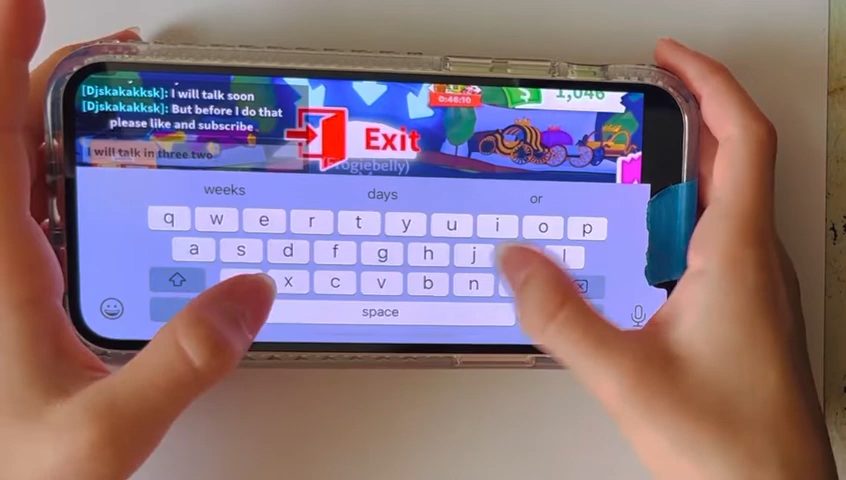 [Djskakakksk]: I will talk soon
[Djskakakksk]: But before I do that
please like and subscribe
I will talk in three two
0:46:10
1,046
Exit
weeks days or
q w e r t y u i o p
a s d f g h j l
x c v b n
space